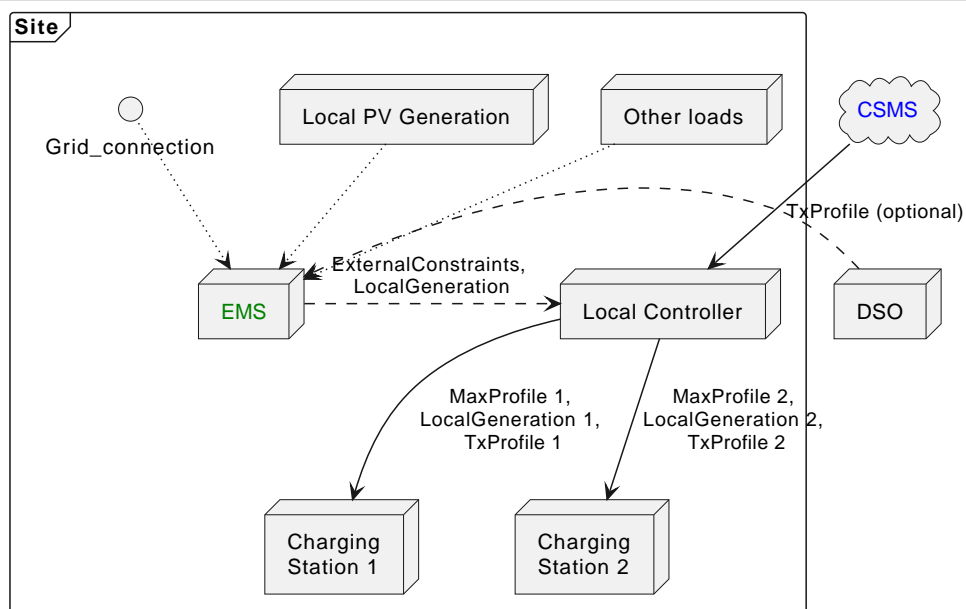 Site
Local PV Generation
Other loads
CSMS
Grid_connection
TxProfile (optional)
ExternalConstraints,
LocalGeneration
EMS
Local Controller
DSO
MaxProfile 1,
LocalGeneration 1,
TxProfile 1
MaxProfile 2,
LocalGeneration 2,
TxProfile 2
Charging
Station 1
Charging
Station 2